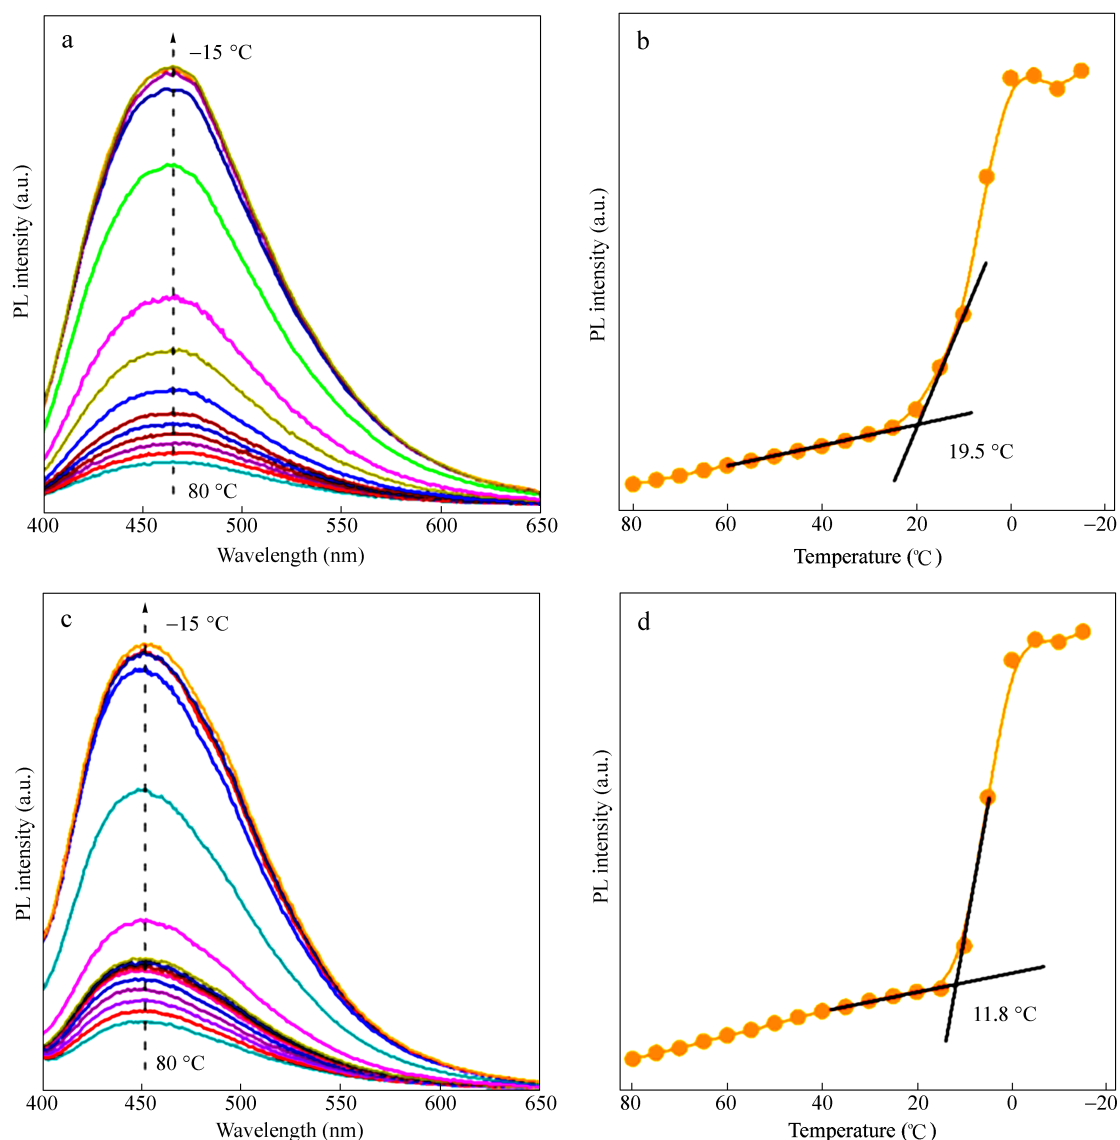 a
−15 °C
80 °C
PL intensity (a.u.)
400 450 500 550 600 650
Wavelength (nm)
b
19.5 °C
PL intensity (a.u.)
80 60 40 20 0 −20
Temperature (℃)
c
−15 °C
80 °C
PL intensity (a.u.)
400 450 500 550 600 650
Wavelength (nm)
d
11.8 °C
PL intensity (a.u.)
80 60 40 20 0 −20
Temperature (℃)